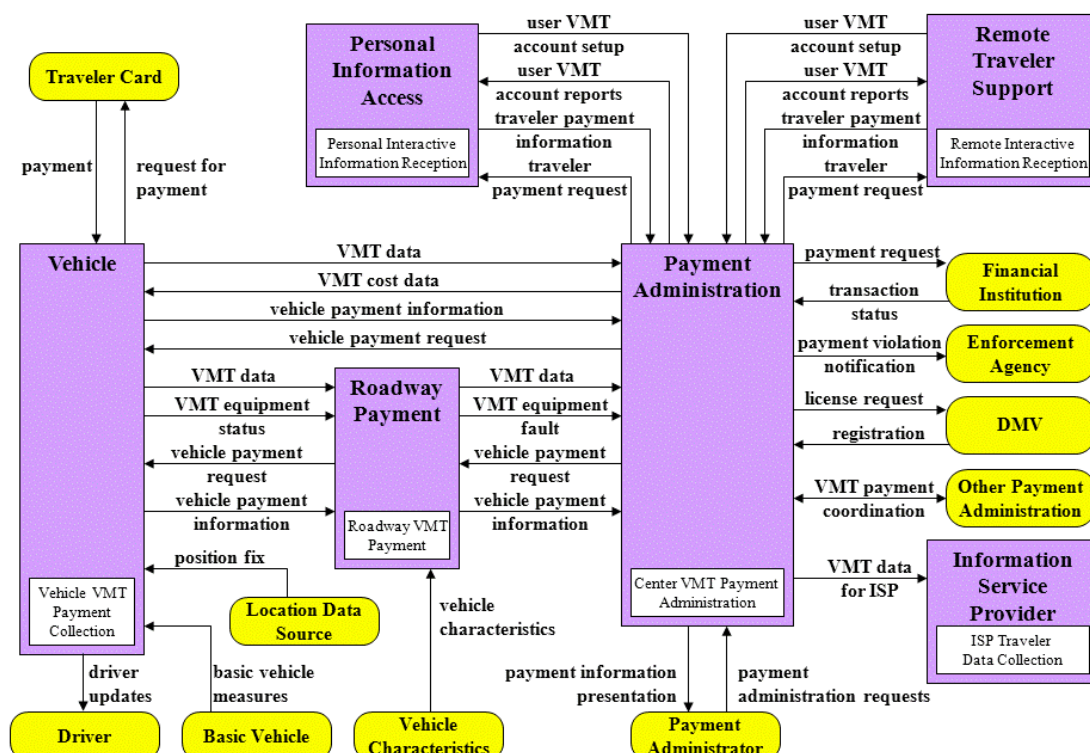 Traveler Card
payment
request for
payment
Personal
Information
Access
Personal Interactive
Information Reception
user VMT
account setup
user VMT
account reports
traveler payment
information
traveler
payment request
user VMT
account setup
user VMT
account reports
traveler payment
information
traveler
payment request
Remote
Traveler
Support
Remote Interactive
Information Reception
Vehicle
Vehicle VMT
Payment
Collection
VMT data
VMT cost data
vehicle payment information
vehicle payment request
VMT data
VMT equipment
status
vehicle payment
request
vehicle payment
information
position fix
Roadway
Payment
Roadway VMT
Payment
VMT data
VMT equipment
fault
vehicle payment
request
vehicle payment
information
Payment
Administration
Center VMT Payment
Administration
payment request
transaction
status
payment violation
notification
license request
registration
VMT payment
coordination
VMT data
for ISP
Financial
Institution
Enforcement
Agency
DMV
Other Payment
Administration
Information
Service
Provider
ISP Traveler
Data Collection
Location Data
Source
vehicle
characteristics
driver
updates
basic vehicle
measures
payment information
presentation
payment
administration requests
Driver
Basic Vehicle
Vehicle
Characteristics
Payment
Administrator